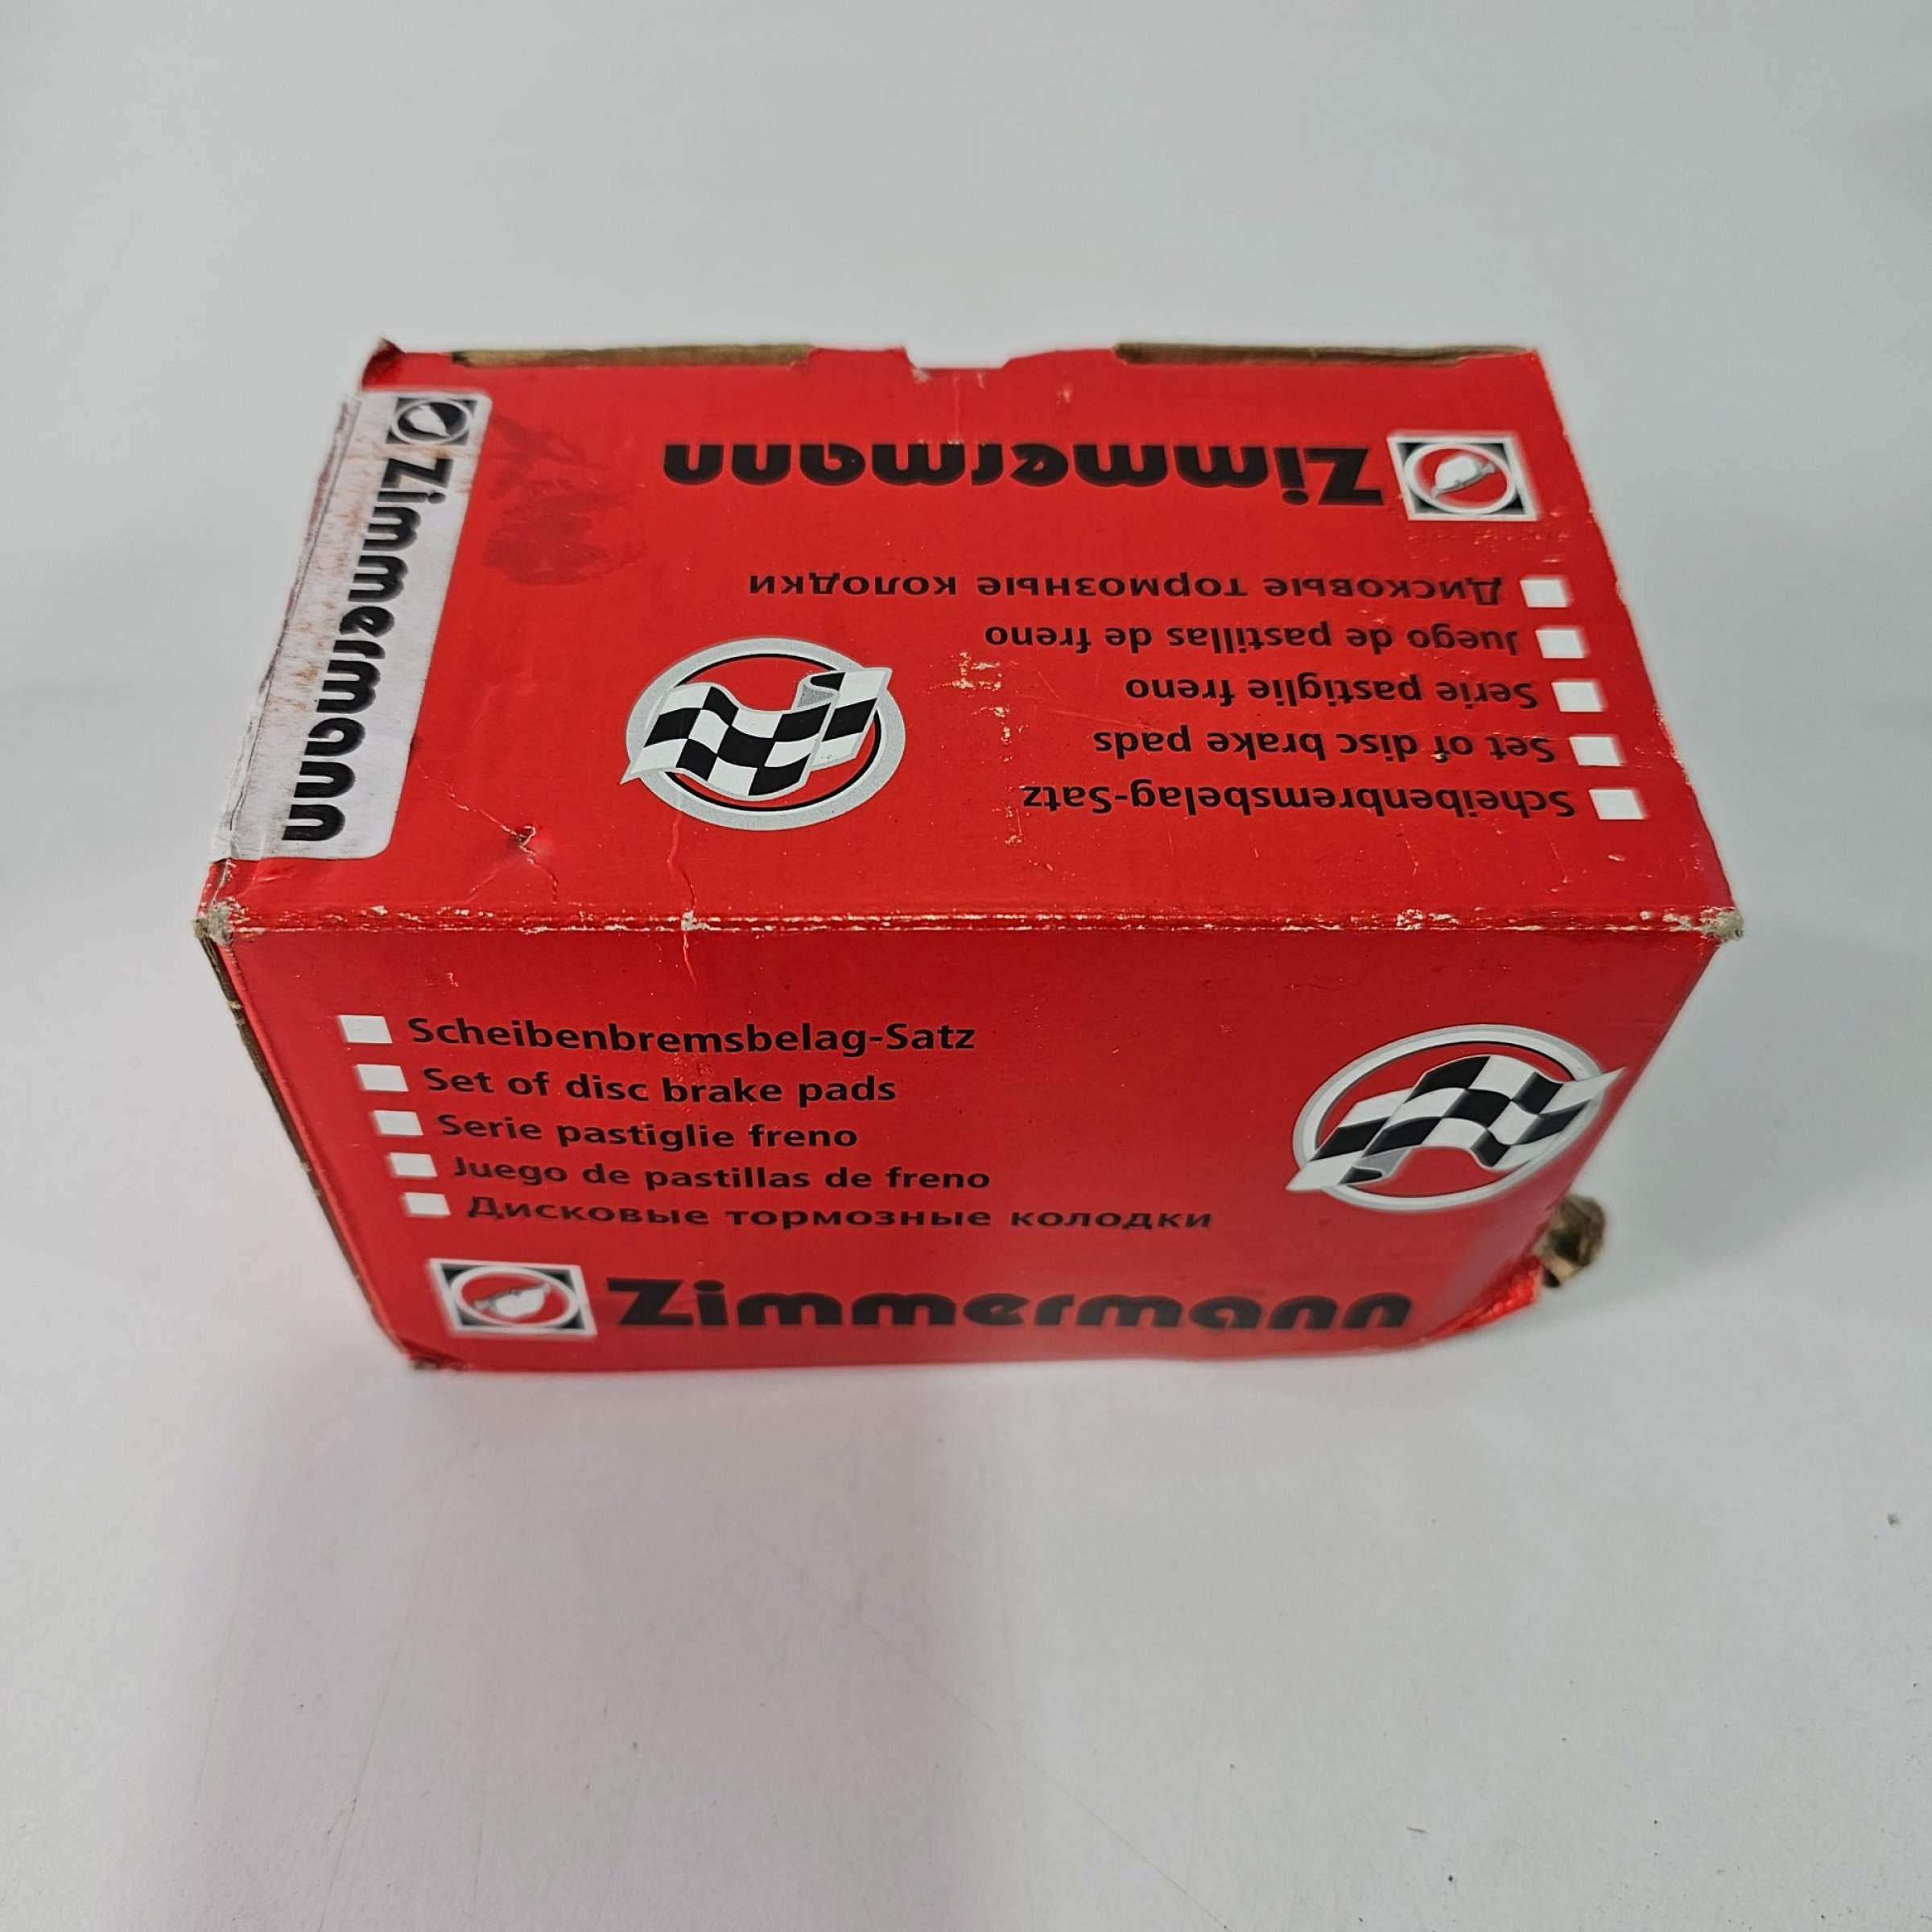 Zimmermann
Zimmermann
Дисковые тормозные колодки
Juego de pastillas de freno
Serie pastiglie freno
Set of disc brake pads
Scheibenbremsbelag-Satz
Scheibenbremsbelag-Satz
Set of disc brake pads
Serie pastiglie freno
Juego de pastillas de freno
Дисковые тормозные колодки
Zimmermann